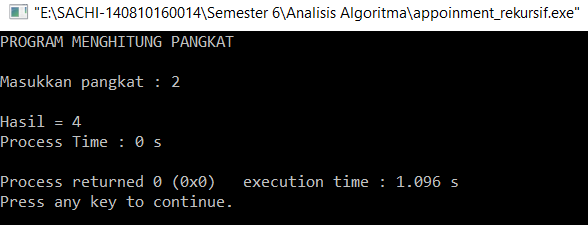 "E:\SACHI-140810160014\Semester 6\Analisis Algoritma\appoinment_rekursif.exe"
PROGRAM MENGHITUNG PANGKAT
Masukkan pangkat : 2
Hasil = 4
Process Time : 0 s
Process returned 0 (0x0)   execution time : 1.096 s
Press any key to continue.